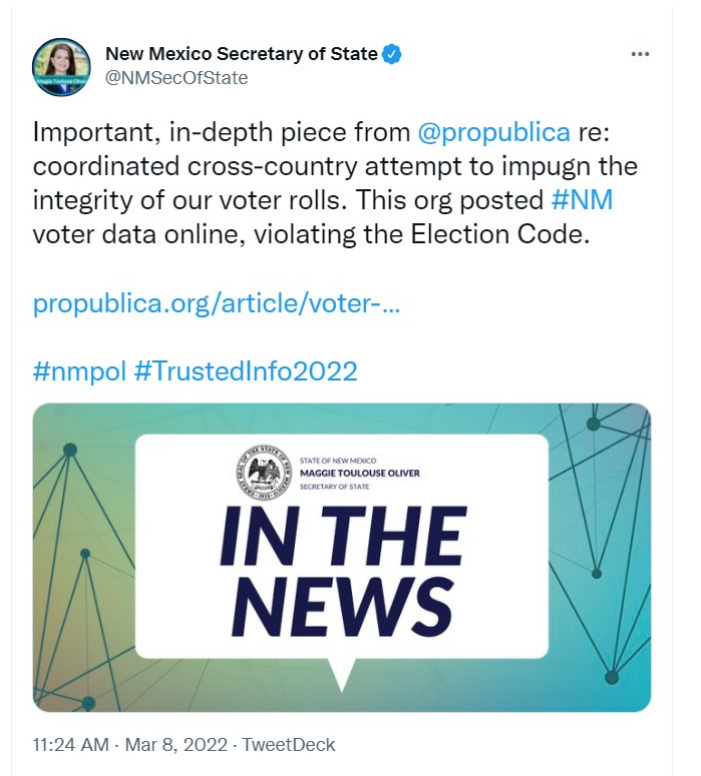 New Mexico Secretary of State
@NMSecOfState
Important, in-depth piece from @propublica re:
coordinated cross-country attempt to impugn the
integrity of our voter rolls. This org posted #NM
voter data online, violating the Election Code.
propublica.org/article/voter-...
#nmpol #TrustedInfo2022
STATE OF NEW MEXICO
MAGGIE TOULOUSE OLIVER
SECRETARY OF STATE
IN THE
NEWS
11:24 AM · Mar 8, 2022 · TweetDeck